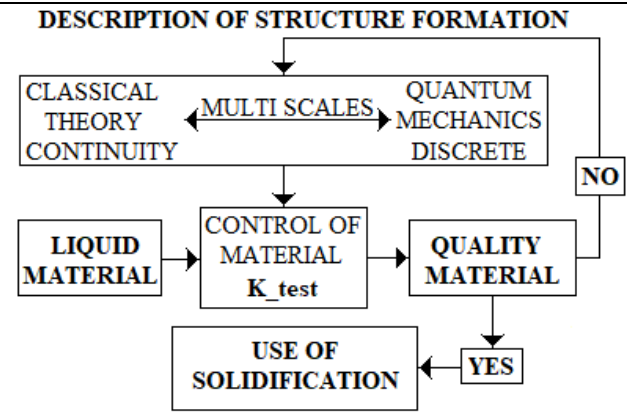 DESCRIPTION OF STRUCTURE FORMATION
CLASSICAL
THEORY
CONTINUITY
MULTI SCALES
QUANTUM
MECHANICS
DISCRETE
NO
LIQUID
MATERIAL
CONTROL OF
MATERIAL
K_test
QUALITY
MATERIAL
USE OF
SOLIDIFICATION
YES